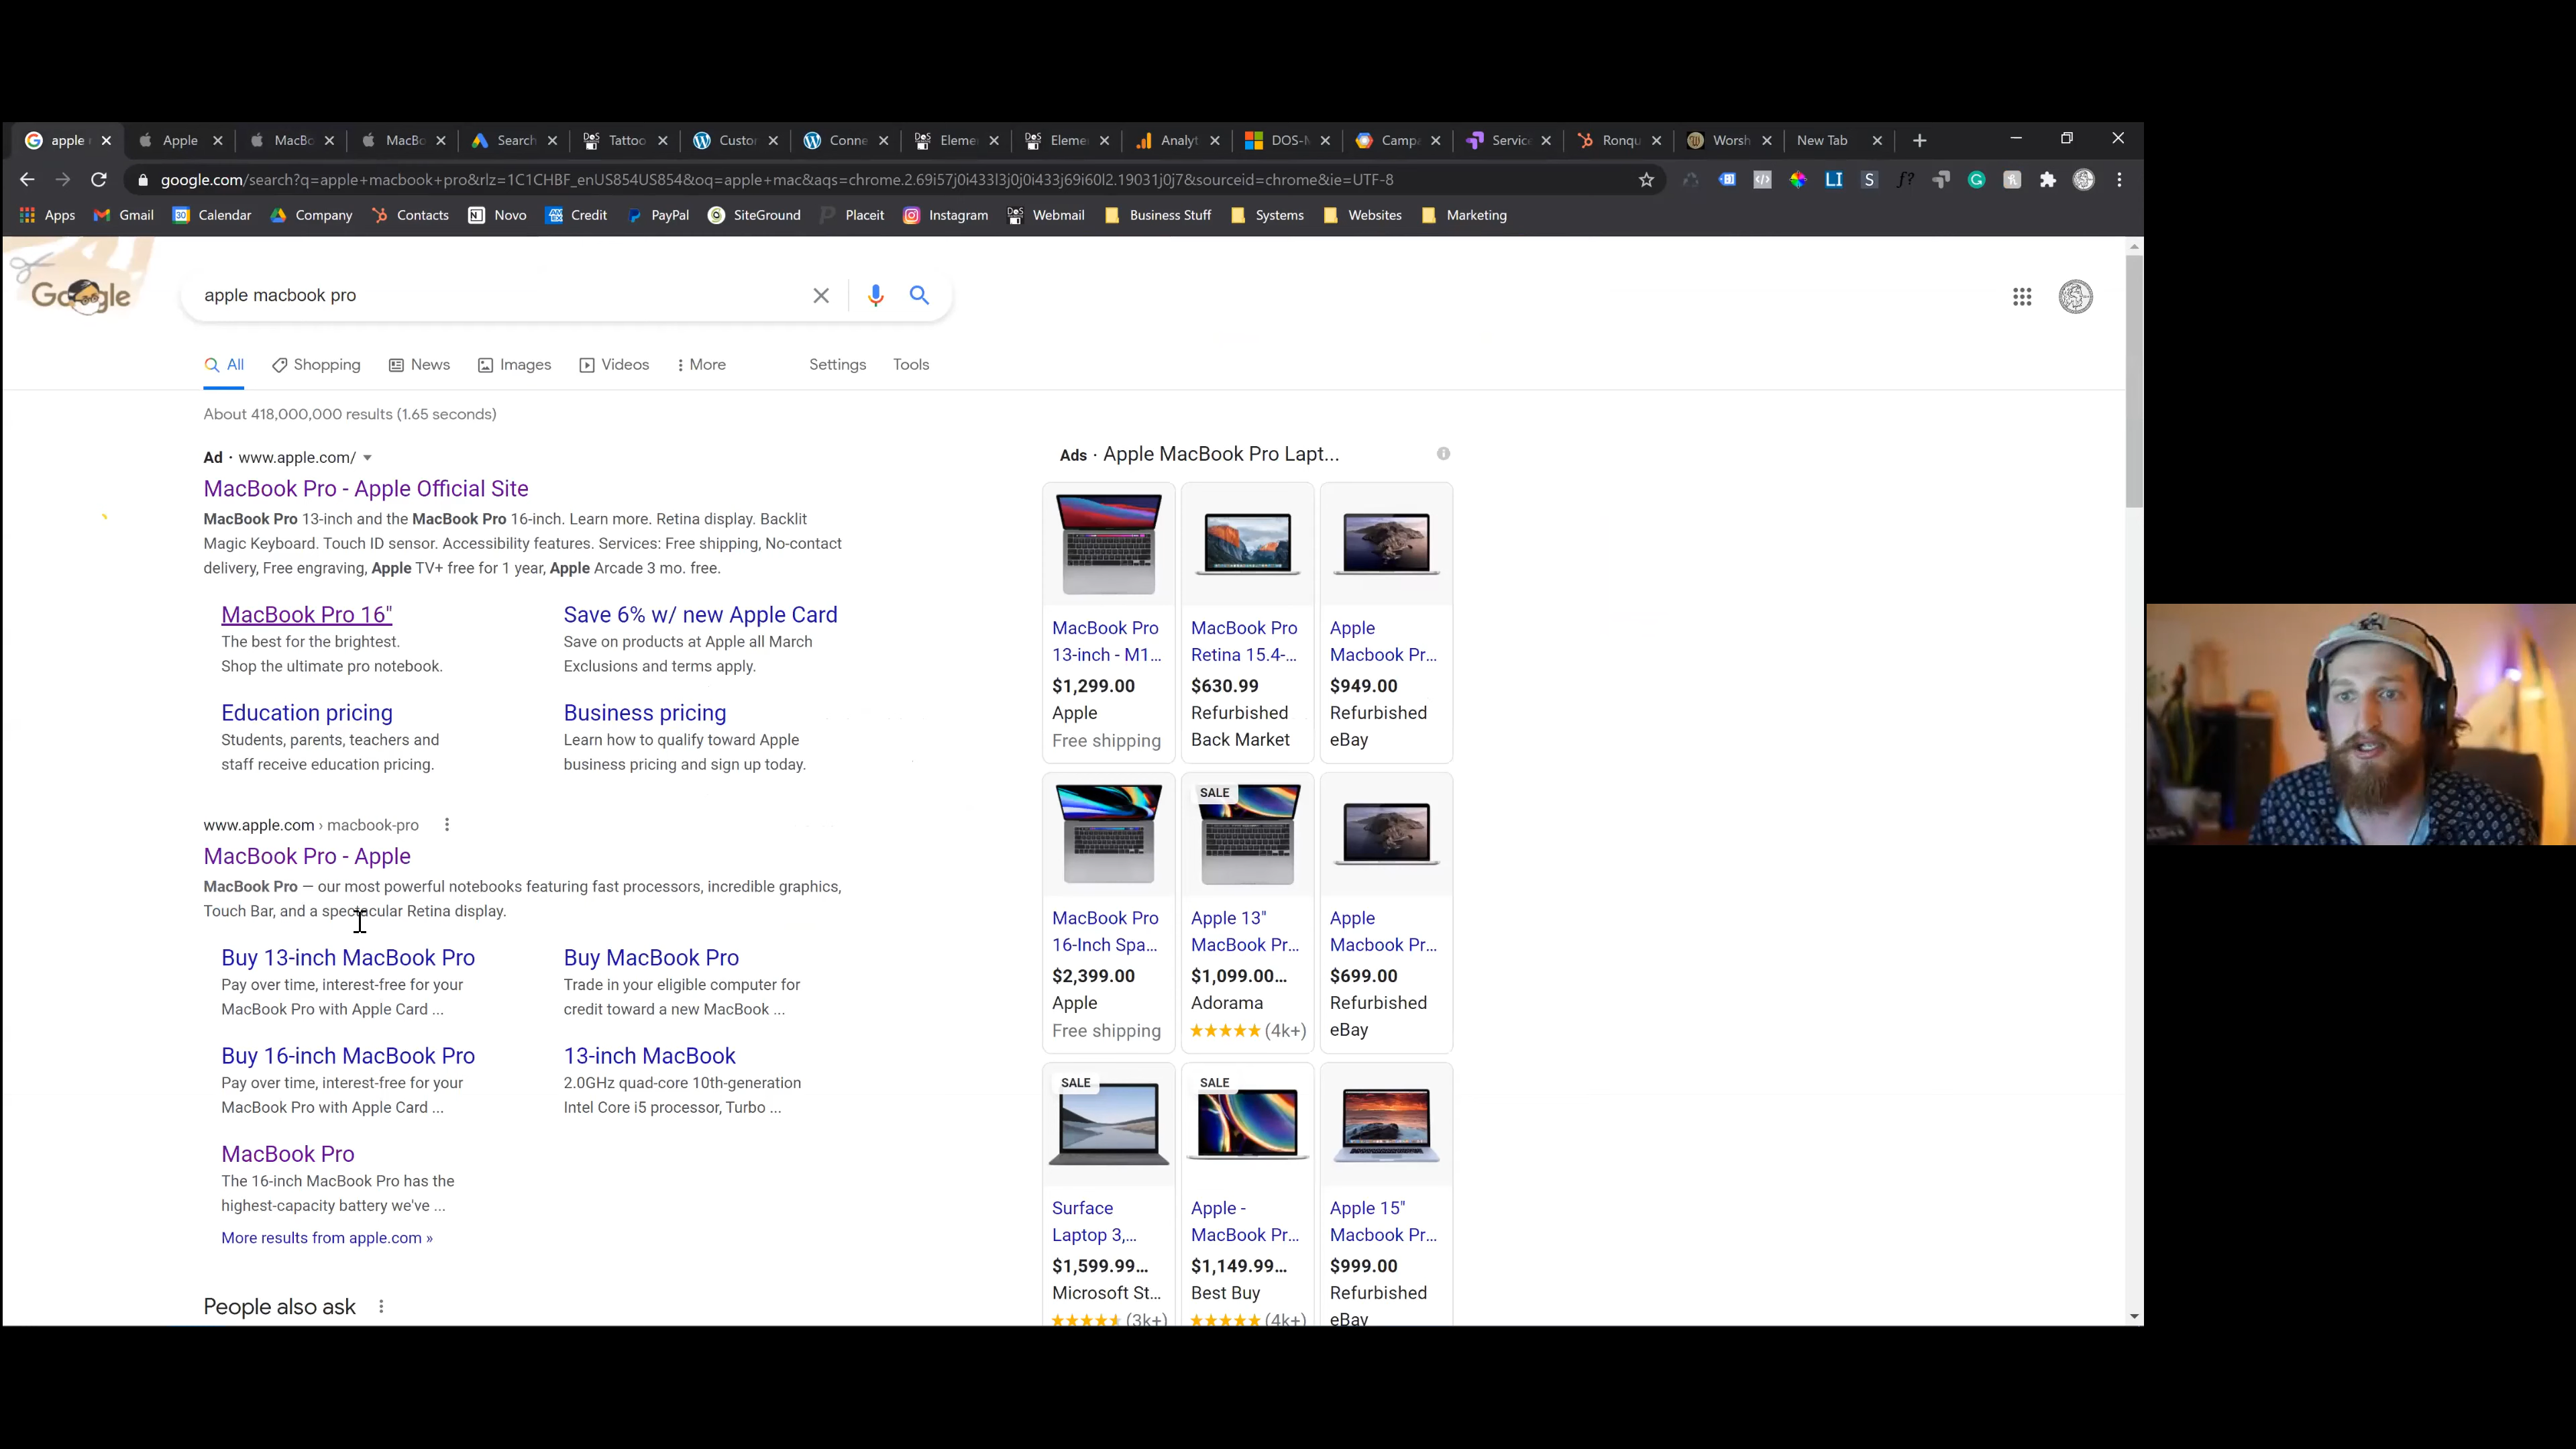 apple
Apple
MacBo
MacBo
Search
Tattoo
Custor
Conne
Eleme
Eleme
Analyt
DOS-M
Campa
Service
Ronqu
Worsh
New Tab
google.com/search?q=apple+macbook+pro&rlz=1C1CHBF_enUS854US854&oq=apple+mac&aqs=chrome.2.69i57j0i433l3j0j0i433j69i60l2.19031j0j7&sourceid=chrome&ie=UTF-8
Apps Gmail Calendar Company Contacts Novo Credit PayPal SiteGround Placeit Instagram Webmail Business Stuff Systems Websites Marketing
Google
apple macbook pro
All Shopping News Images Videos More Settings Tools
About 418,000,000 results (1.65 seconds)
Ad · www.apple.com/
MacBook Pro - Apple Official Site
MacBook Pro 13-inch and the MacBook Pro 16-inch. Learn more. Retina display. Backlit
Magic Keyboard. Touch ID sensor. Accessibility features. Services: Free shipping, No-contact
delivery, Free engraving, Apple TV+ free for 1 year, Apple Arcade 3 mo. free.
MacBook Pro 16"
The best for the brightest.
Shop the ultimate pro notebook.
Save 6% w/ new Apple Card
Save on products at Apple all March
Exclusions and terms apply.
Education pricing
Students, parents, teachers and
staff receive education pricing.
Business pricing
Learn how to qualify toward Apple
business pricing and sign up today.
www.apple.com › macbook-pro
MacBook Pro - Apple
MacBook Pro — our most powerful notebooks featuring fast processors, incredible graphics,
Touch Bar, and a spectacular Retina display.
Buy 13-inch MacBook Pro
Pay over time, interest-free for your
MacBook Pro with Apple Card ...
Buy MacBook Pro
Trade in your eligible computer for
credit toward a new MacBook ...
Buy 16-inch MacBook Pro
Pay over time, interest-free for your
MacBook Pro with Apple Card ...
13-inch MacBook
2.0GHz quad-core 10th-generation
Intel Core i5 processor, Turbo ...
MacBook Pro
The 16-inch MacBook Pro has the
highest-capacity battery we've ...
More results from apple.com »
People also ask
Ads · Apple MacBook Pro Lapt...
MacBook Pro
13-inch - M1...
$1,299.00
Apple
Free shipping
MacBook Pro
Retina 15.4-...
$630.99
Refurbished
Back Market
Apple
Macbook Pr...
$949.00
Refurbished
eBay
MacBook Pro
16-Inch Spa...
$2,399.00
Apple
Free shipping
SALE
Apple 13"
MacBook Pr...
$1,099.00...
Adorama
(4k+)
Apple
Macbook Pr...
$699.00
Refurbished
eBay
SALE
Surface
Laptop 3,...
$1,599.99...
Microsoft St...
(3k+)
SALE
Apple -
MacBook Pr...
$1,149.99...
Best Buy
(4k+)
Apple 15"
Macbook Pr...
$999.00
Refurbished
eBay